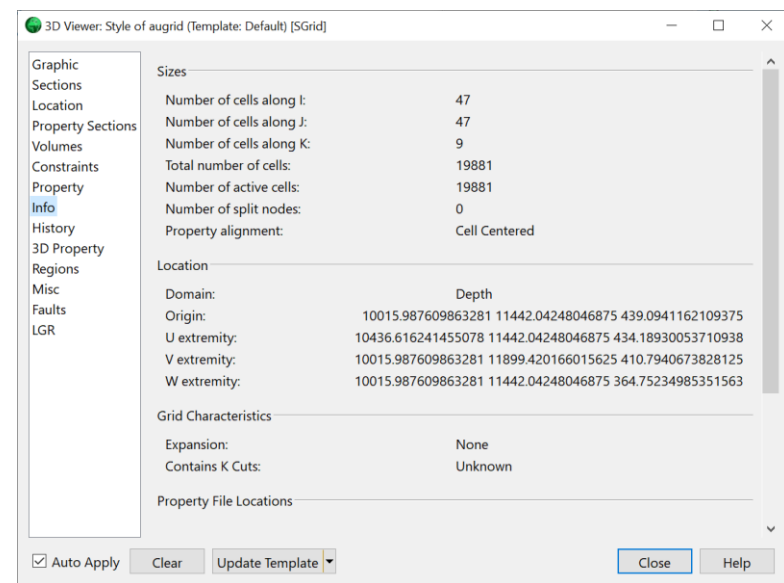 3D Viewer: Style of augrid (Template: Default) [SGrid]
Graphic
Sections
Location
Property Sections
Volumes
Constraints
Property
Info
History
3D Property
Regions
Misc
Faults
LGR
Sizes
Number of cells along I: 47
Number of cells along J: 47
Number of cells along K: 9
Total number of cells: 19881
Number of active cells: 19881
Number of split nodes: 0
Property alignment: Cell Centered
Location
Domain: Depth
Origin: 10015.987609863281 11442.04248046875 439.0941162109375
U extremity: 10436.616241455078 11442.04248046875 434.18930053710938
V extremity: 10015.987609863281 11899.420166015625 410.7940673828125
W extremity: 10015.987609863281 11442.04248046875 364.75234985351563
Grid Characteristics
Expansion: None
Contains K Cuts: Unknown
Property File Locations
Auto Apply Clear Update Template Close Help